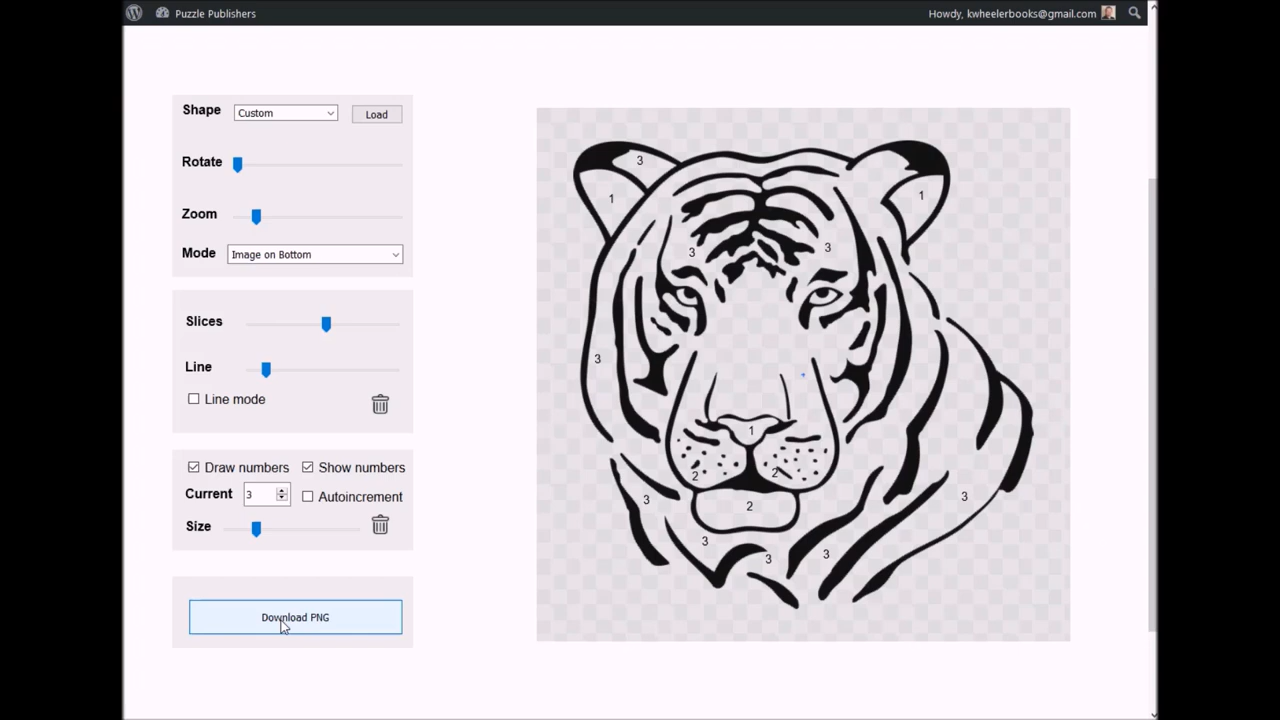 Puzzle Publishers
Howdy, kwheelerbooks@gmail.com
Shape Custom Load
Rotate
Zoom
Mode Image on Bottom
Slices
Line
Line mode
Draw numbers Show numbers
Current 3 Autoincrement
Size
Download PNG
3
1 1
3 3
3
1
2 2
2
3 3
3 3 3